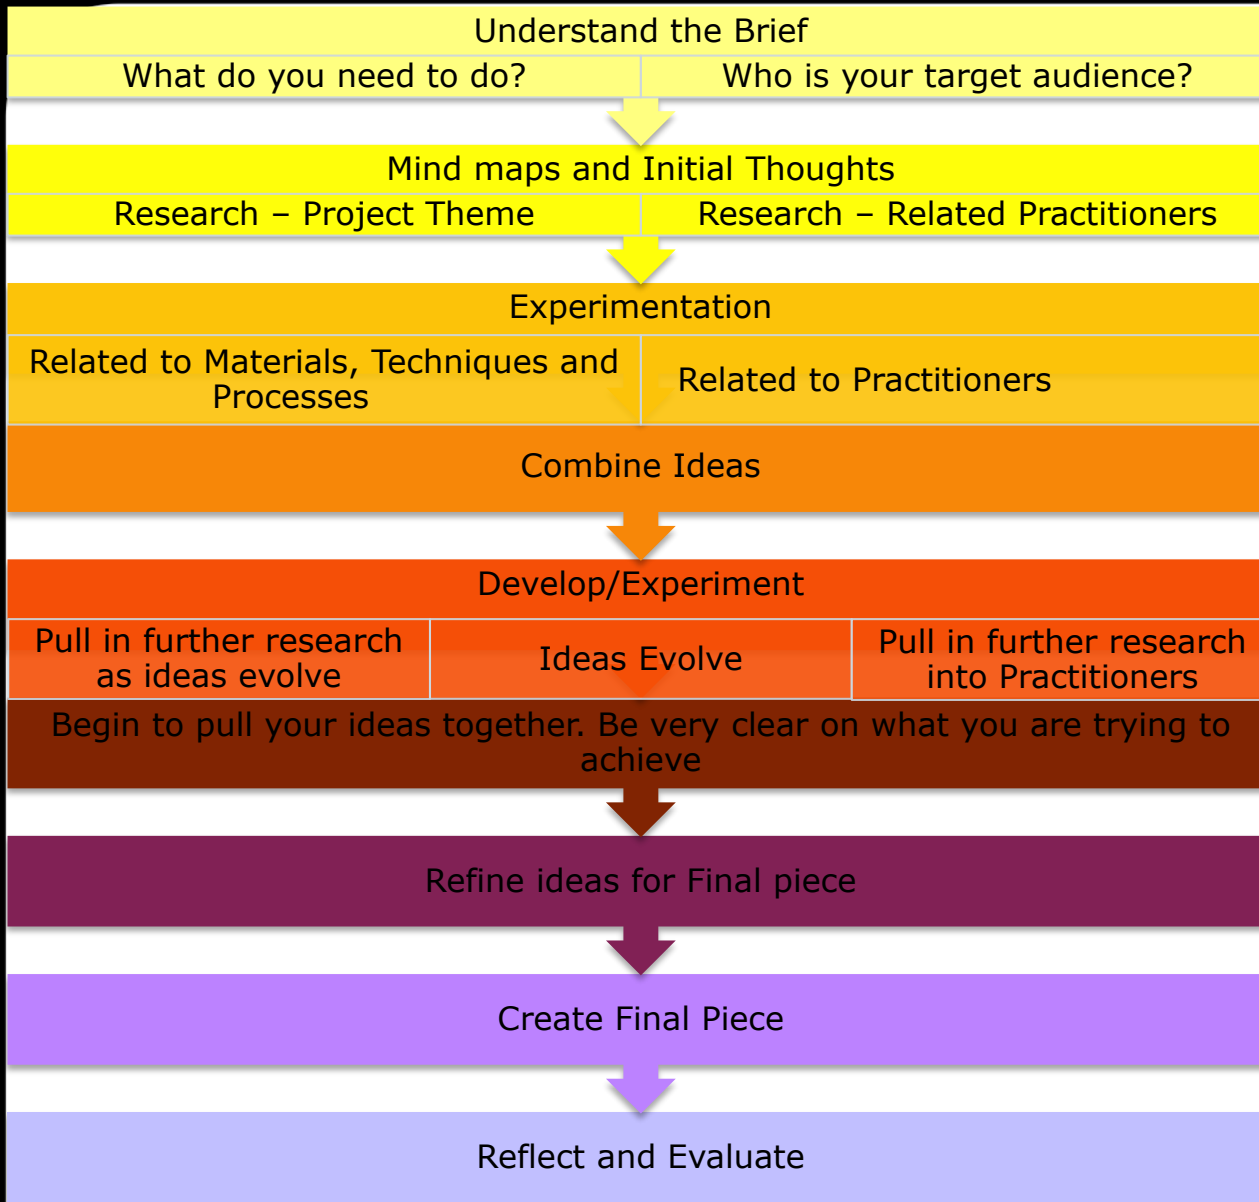 Understand the Brief
What do you need to do?
Who is your target audience?
Mind maps and Initial Thoughts
Research – Project Theme
Research – Related Practitioners
Experimentation
Related to Materials, Techniques and
Processes
Related to Practitioners
Combine Ideas
Develop/Experiment
Pull in further research
as ideas evolve
Ideas Evolve
Pull in further research
into Practitioners
Begin to pull your ideas together. Be very clear on what you are trying to
achieve
Refine ideas for Final piece
Create Final Piece
Reflect and Evaluate